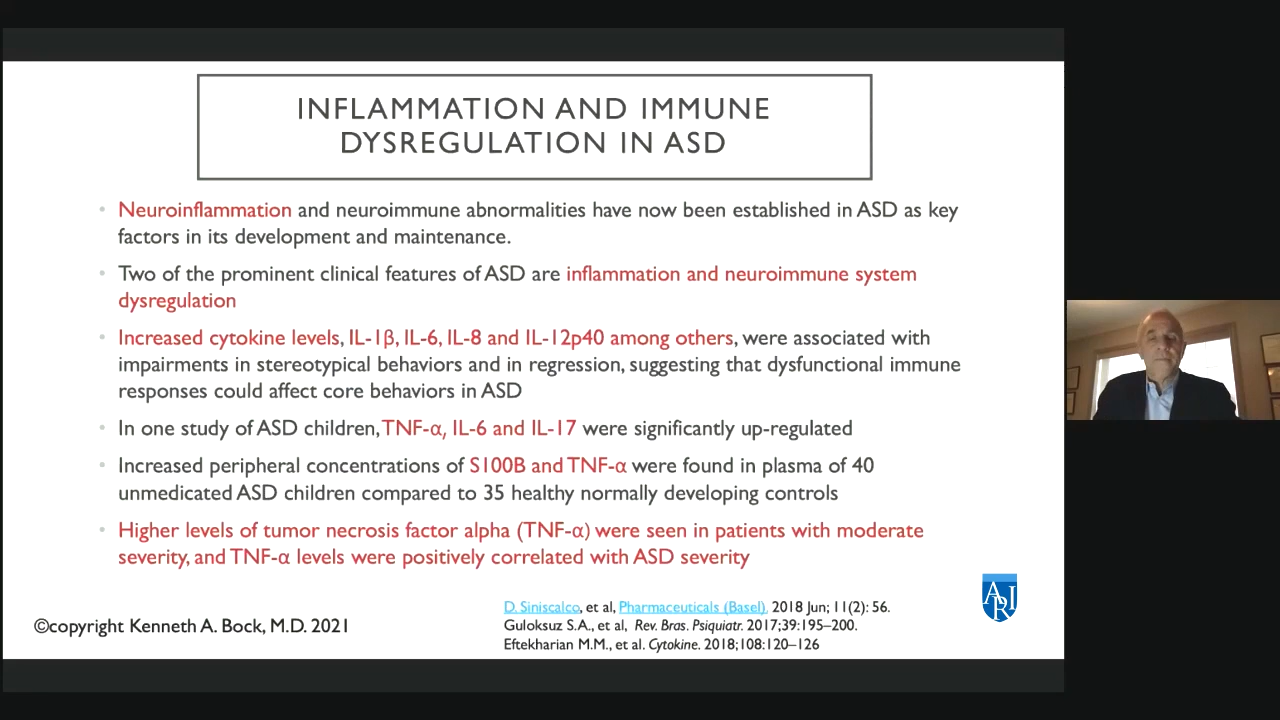 INFLAMMATION AND IMMUNE
DYSREGULATION IN ASD
• Neuroinflammation and neuroimmune abnormalities have now been established in ASD as key
factors in its development and maintenance.
• Two of the prominent clinical features of ASD are inflammation and neuroimmune system
dysregulation
• Increased cytokine levels, IL-1β, IL-6, IL-8 and IL-12p40 among others, were associated with
impairments in stereotypical behaviors and in regression, suggesting that dysfunctional immune
responses could affect core behaviors in ASD
• In one study of ASD children, TNF-α, IL-6 and IL-17 were significantly up-regulated
• Increased peripheral concentrations of S100B and TNF-α were found in plasma of 40
unmedicated ASD children compared to 35 healthy normally developing controls
• Higher levels of tumor necrosis factor alpha (TNF-α) were seen in patients with moderate
severity, and TNF-α levels were positively correlated with ASD severity
D. Siniscalco, et al, Pharmaceuticals (Basel). 2018 Jun; 11(2): 56.
Guloksuz S.A., et al, Rev. Bras. Psiquiatr. 2017;39:195–200.
Eftekharian M.M., et al. Cytokine. 2018;108:120–126
©copyright Kenneth A. Bock, M.D. 2021
ARI